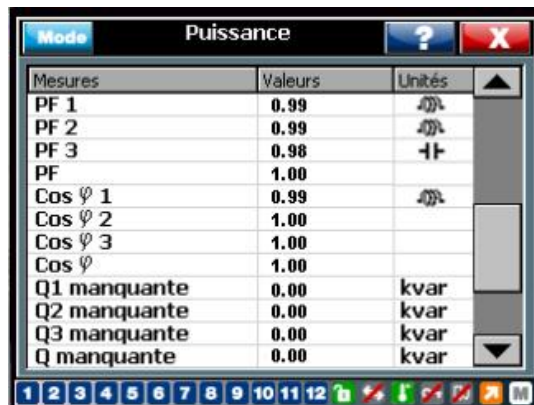 Mode Puissance ? X
Mesures Valeurs Unités
PF 1 0.99
PF 2 0.99
PF 3 0.98
PF 1.00
Cos φ 1 0.99
Cos φ 2 1.00
Cos φ 3 1.00
Cos φ 1.00
Q1 manquante 0.00 kvar
Q2 manquante 0.00 kvar
Q3 manquante 0.00 kvar
Q manquante 0.00 kvar
1 2 3 4 5 6 7 8 9 10 11 12 M